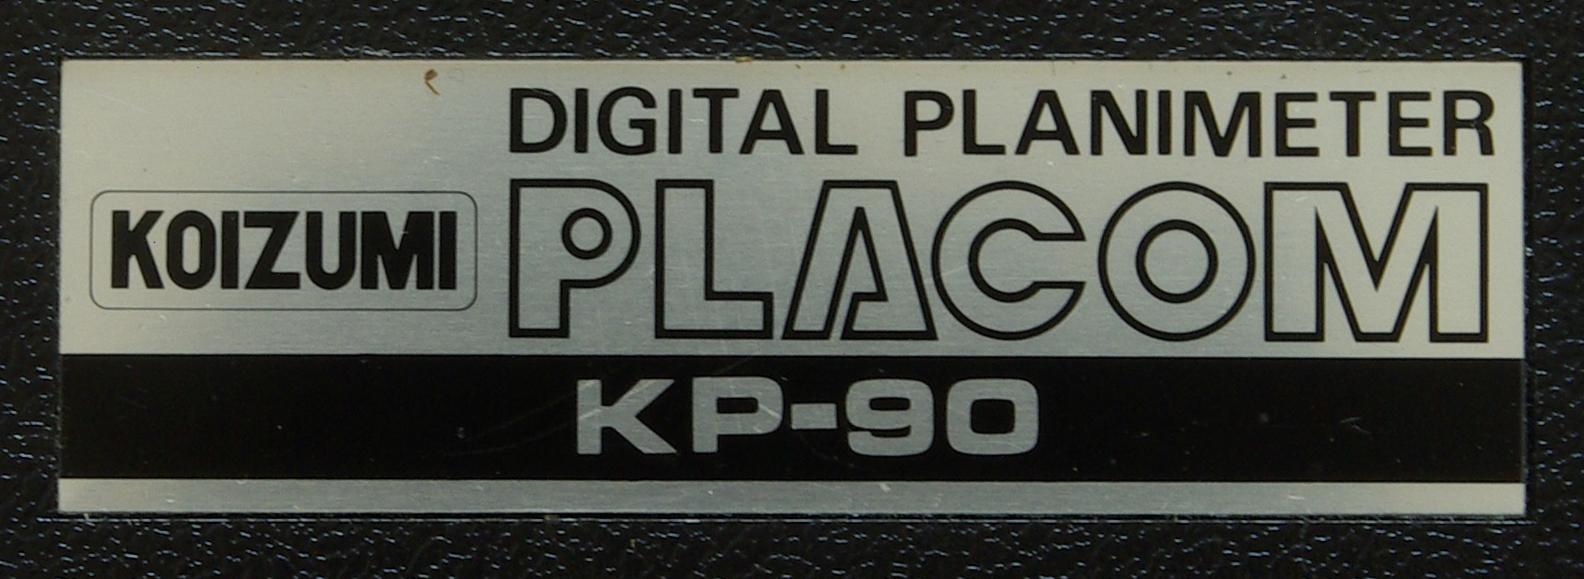 DIGITAL PLANIMETER
KOIZUMI
PLACOM
KP-90